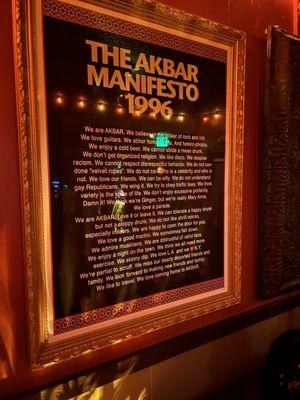 THE AKBAR
MANIFESTO
1996
We are AKBAR. We believe in the power of rock and roll.
We love guitars. We abhor And hetero-phobia.
We enjoy a cold beer. We cannot abide a mean drunk.
We don't get organized religion. We like disco. We despise
racism. We cannot respect disrespectful behavior. We do not own
done "velvet ropes". We do not care who is a celebrity and who is
not. We love our friends. We can be silly. We do not understand
gay Republicans. We wing it. We try to obey traffic laws. We think
variety is the of life. We don't enjoy excessive profanity.
Damn it! We we're Ginger, but we're really Mary Anne.
We love a parade.
We are AKBAR. Love it or leave it. We can tolerate a happy drunk
but not a sloppy drunk. We do not like shrill voices,
especially We are happy to open the door for you.
We love a good martini. We sometimes fall down.
We admire musicians. We are distrustful of rabid fans.
We enjoy a night on the town. We think we all need more
exercise. We skinny dip. We love L.A. and we ♥ N.Y.
We're partial to scruff. We miss our dearly departed friends and
family. We look forward to making new friends and family.
We like to travel. We love coming home to AKBAR.